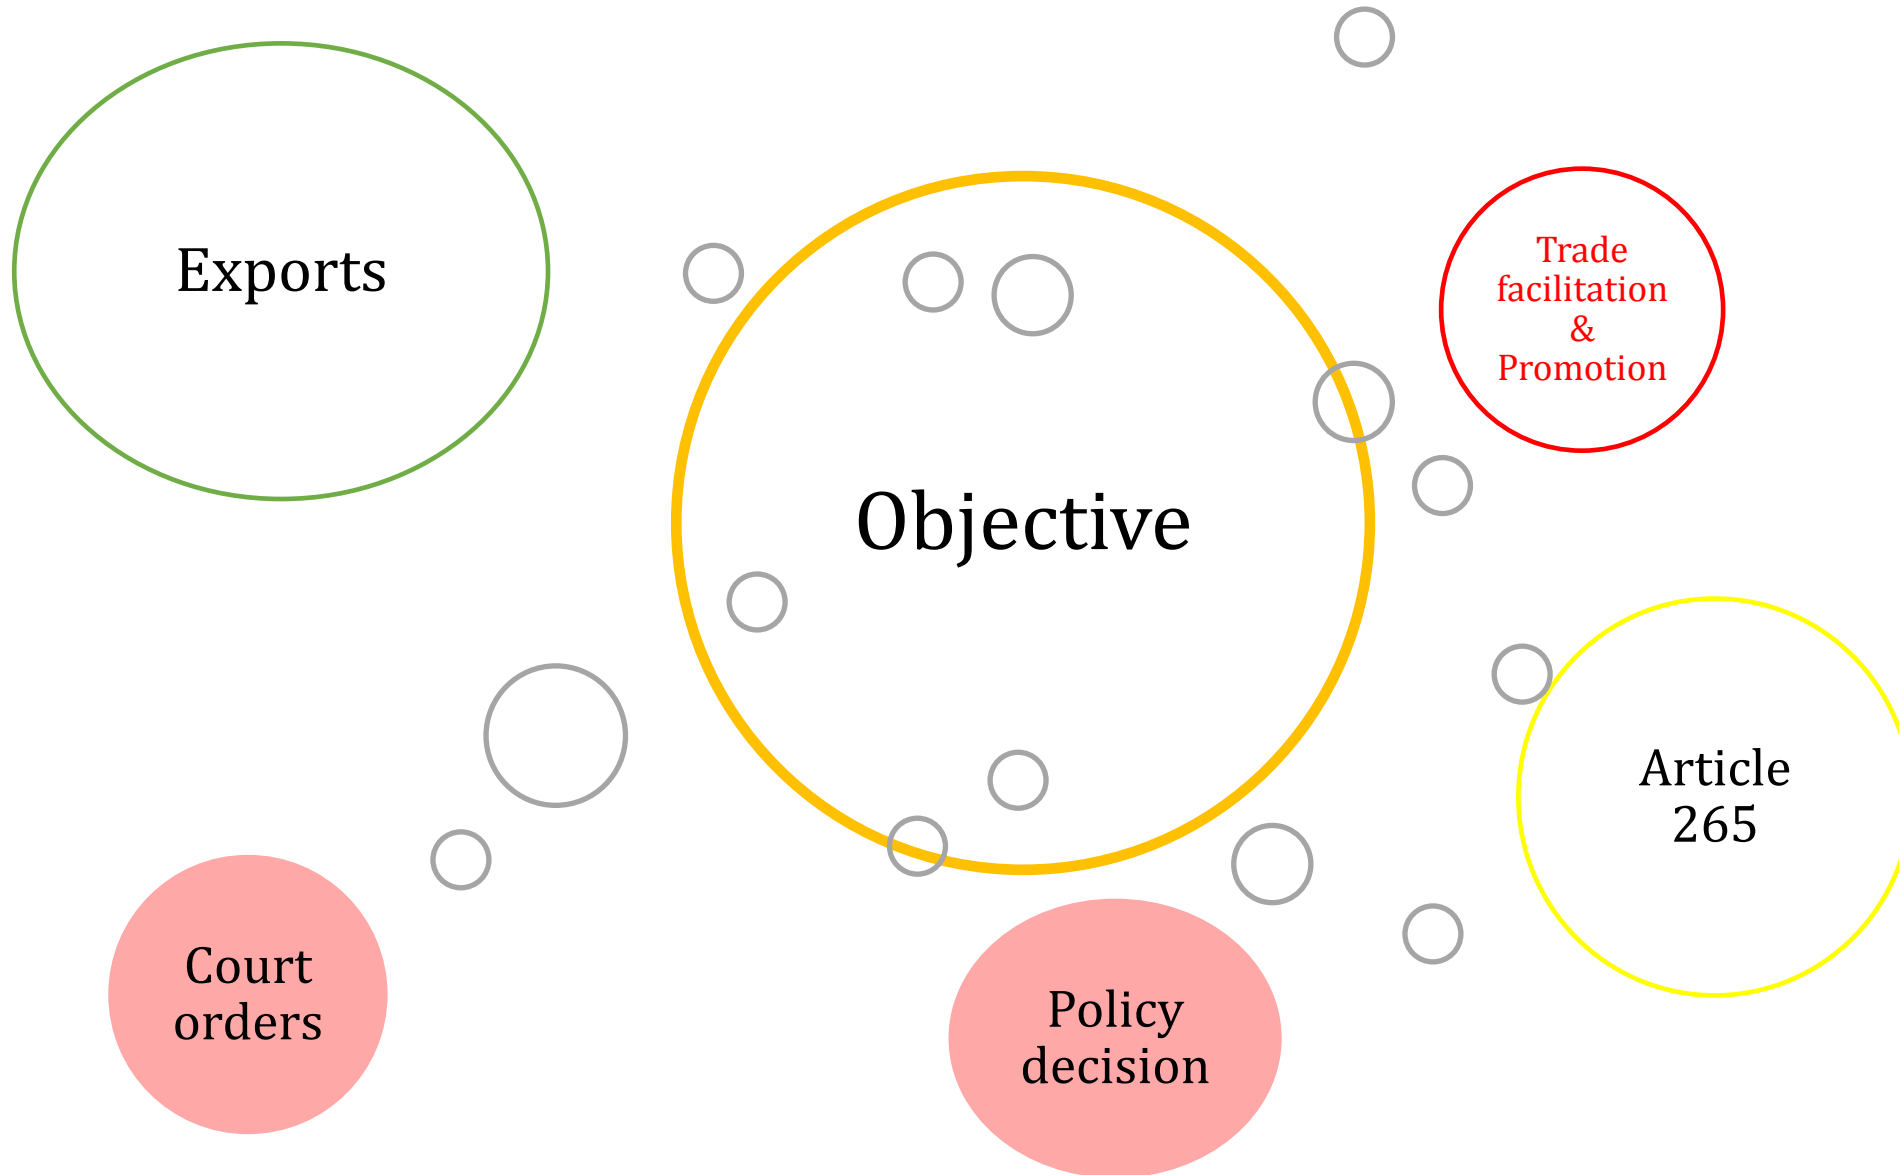 Exports
Trade
facilitation
&
Promotion
Objective
Article
265
Court
orders
Policy
decision